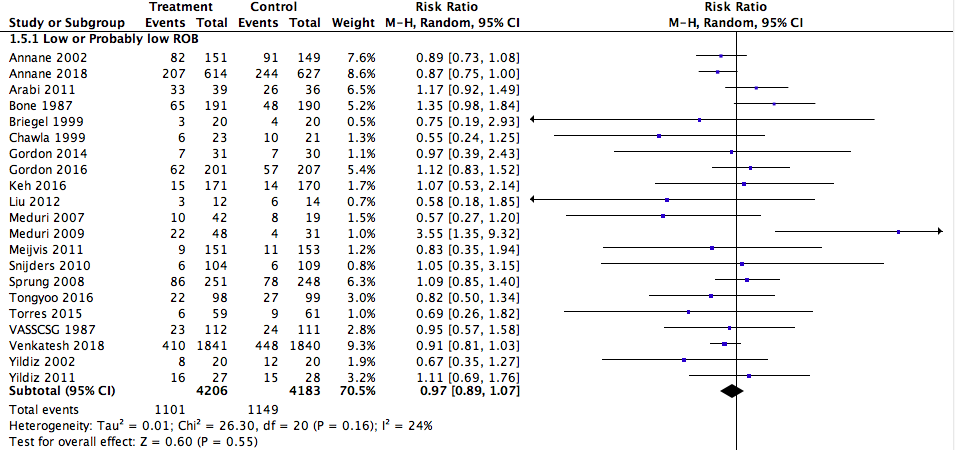 Treatment Control Risk Ratio Risk Ratio
Study or Subgroup Events Total Events Total Weight M-H, Random, 95% CI M-H, Random, 95% CI
1.5.1 Low or Probably low ROB
Annane 2002 82 151 91 149 7.6% 0.89 [0.73, 1.08]
Annane 2018 207 614 244 627 8.6% 0.87 [0.75, 1.00]
Arabi 2011 33 39 26 36 6.5% 1.17 [0.92, 1.49]
Bone 1987 65 191 48 190 5.2% 1.35 [0.98, 1.84]
Briegel 1999 3 20 4 20 0.5% 0.75 [0.19, 2.93]
Chawla 1999 6 23 10 21 1.3% 0.55 [0.24, 1.25]
Gordon 2014 7 31 7 30 1.1% 0.97 [0.39, 2.43]
Gordon 2016 62 201 57 207 5.4% 1.12 [0.83, 1.52]
Keh 2016 15 171 14 170 1.7% 1.07 [0.53, 2.14]
Liu 2012 3 12 6 14 0.7% 0.58 [0.18, 1.85]
Meduri 2007 10 42 8 19 1.5% 0.57 [0.27, 1.20]
Meduri 2009 22 48 4 31 1.0% 3.55 [1.35, 9.32]
Meijvis 2011 9 151 11 153 1.2% 0.83 [0.35, 1.94]
Snijders 2010 6 104 6 109 0.8% 1.05 [0.35, 3.15]
Sprung 2008 86 251 78 248 6.4% 1.09 [0.85, 1.40]
Tongyoo 2016 22 98 27 99 2.9% 0.82 [0.50, 1.34]
Torres 2015 6 59 9 61 1.0% 0.69 [0.26, 1.82]
VASSCSG 1987 23 112 24 111 2.8% 0.95 [0.57, 1.58]
Venkatesh 2018 410 1841 448 1840 9.3% 0.91 [0.81, 1.03]
Yildiz 2002 8 20 12 20 1.9% 0.67 [0.35, 1.27]
Yildiz 2011 16 27 15 28 3.2% 1.11 [0.69, 1.76]
Subtotal (95% CI) 4206 4183 70.5% 0.97 [0.89, 1.07]
Total events 1101 1149
Heterogeneity: Tau² = 0.01; Chi² = 26.30, df = 20 (P = 0.16); I² = 24%
Test for overall effect: Z = 0.60 (P = 0.55)